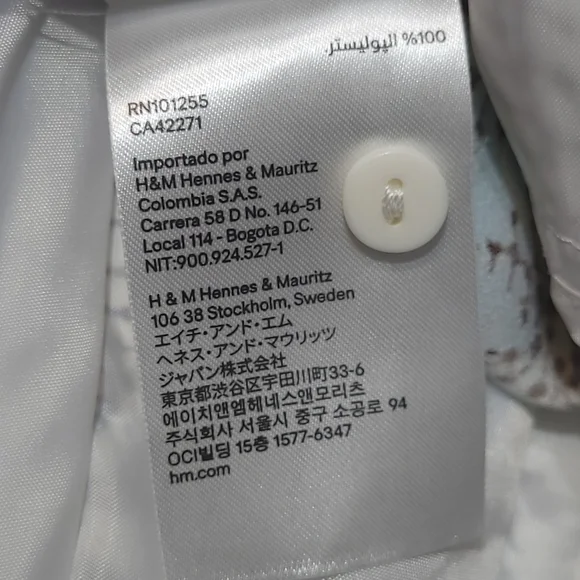 100% البوليستر.
RN101255
CA42271
Importado por
H&M Hennes & Mauritz
Colombia S.A.S.
Carrera 58 D No. 146-51
Local 114 - Bogota D.C.
NIT:900.924.527-1
H & M Hennes & Mauritz
106 38 Stockholm, Sweden
エイチ・アンド・エム
ヘネス・アンド・マウリッツ
ジャパン株式会社
東京都渋谷区宇田川町33-6
에이치앤엠헤네스앤모리츠
주식회사 서울시 중구 소공로 94
OCI빌딩 15층 1577-6347
hm.com